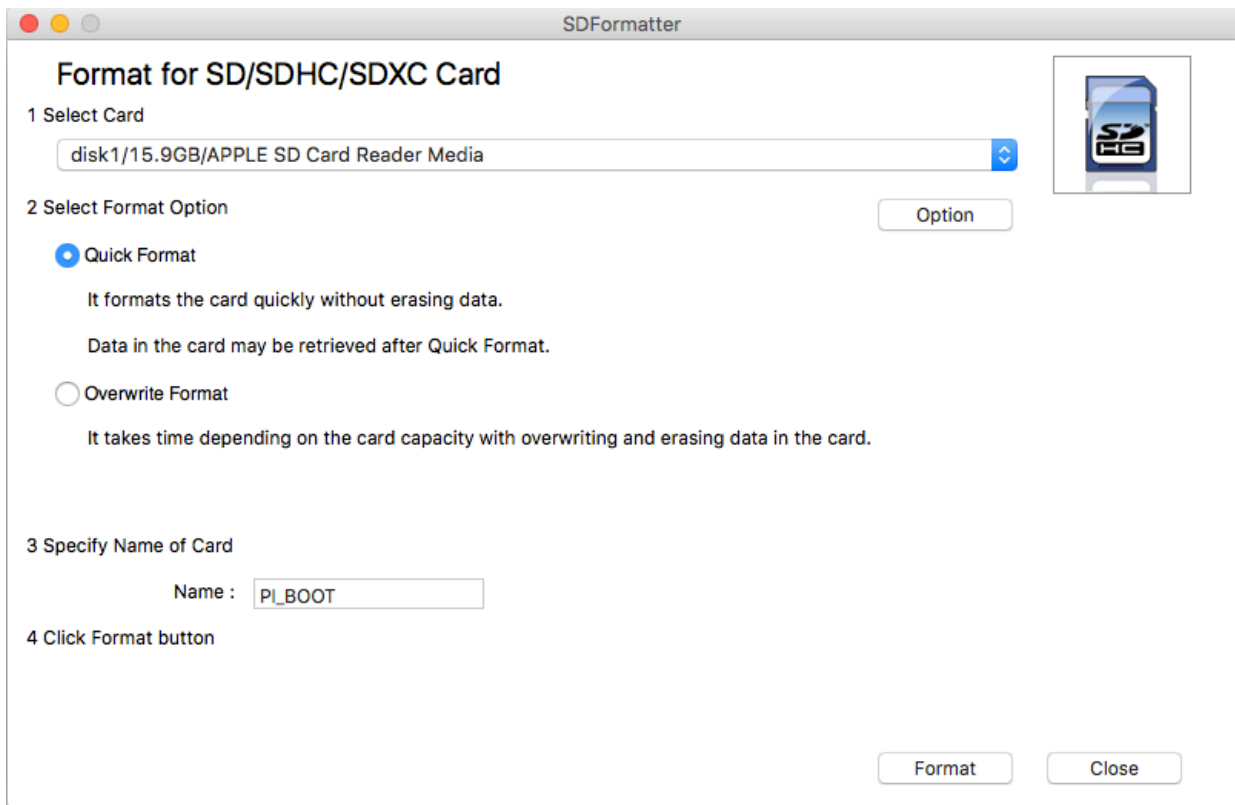 SDFormatter
Format for SD/SDHC/SDXC Card
1 Select Card
disk1/15.9GB/APPLE SD Card Reader Media
SD
HC
2 Select Format Option
Option
Quick Format
It formats the card quickly without erasing data.
Data in the card may be retrieved after Quick Format.
Overwrite Format
It takes time depending on the card capacity with overwriting and erasing data in the card.
3 Specify Name of Card
Name : PI_BOOT
4 Click Format button
Format Close